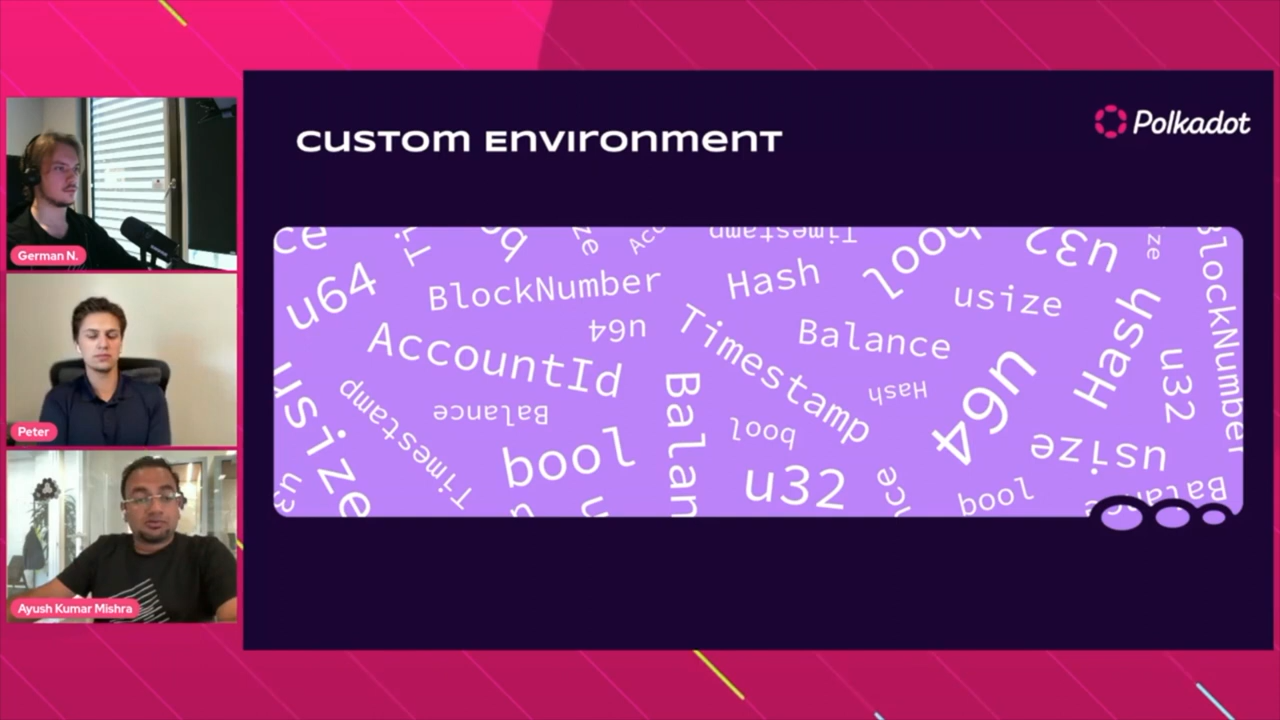 German N.
Peter
Ayush Kumar Mishra
CUSTOM ENVIRONMENT
Polkadot
Timestamp
bool
u32
u64
BlockNumber
Hash
usize
BlockNumber
AccountId
u64
Timestamp
Balance
Hash
Hash
u32
usize
Timestamp
Balance
Balan
bool
u64
usize
bool
u32
bool
Balance